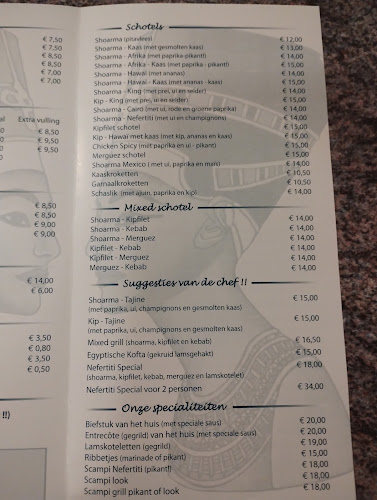 € 7,50
€ 7,50
€ 8,50
€ 8,50
€ 7,00
€ 7,00
Extra vulling
€ 8,50
€ 9,50
€ 9,50
€ 8,50
€ 8,50
€ 9,00
€ 9,00
€ 14,00
€ 6,00
€ 3,50
€ 0,80
€ 3,50
€ 0,50
!!)
Schotels
Shoarma (pitavlees) € 12,00
Shoarma - Kaas (met gesmolten kaas) € 13,00
Shoarma - Afrika (met paprika - pikant) € 14,00
Shoarma - Afrika - Kaas (met paprika - pikant) € 15,00
Shoarma - Hawaï (met ananas) € 14,00
Shoarma - Hawaï - Kaas (met ananas - kaas) € 15,00
Shoarma - King (met prei, ui en selder) € 15,00
Kip - King (met prei, ui en selder) € 15,00
Shoarma - Cairo (met ui, rode en groene paprika) € 15,00
Shoarma - Nefertiti (met ui en champignons) € 14,00
Kipfilet schotel € 14,00
Kip - Hawaï met kaas (met kip, ananas en kaas) € 15,00
Chicken Spicy (met paprika en ui - pikant) € 15,00
Merguez schotel € 15,00
Shoarma Mexico (met ui, paprika en maïs) € 14,00
Kaaskroketten € 10,50
Garnaalkroketten € 10,50
Schaslik (met ajuin, paprika en kip) € 14,00
Mixed schotel
Shoarma - Kipfilet € 14,00
Shoarma - Kebab € 14,00
Shoarma - Merguez € 14,00
Kipfilet - Kebab € 14,00
Kipfilet - Merguez € 14,00
Merguez - Kebab € 14,00
Suggesties van de chef !!
Shoarma - Tajine € 15,00
(met paprika, ui, champignons en gesmolten kaas)
Kip - Tajine € 15,00
(met paprika, ui, champignons en gesmolten kaas)
Mixed grill (shoarma, kipfilet en kebab) € 16,50
Egyptische Kofta (gekruid lamsgehakt) € 15,00
Nefertiti Special € 18,00
(shoarma, kipfilet, kebab, merguez en lamskotelet)
Nefertiti Special voor 2 personen € 34,00
Onze specialiteiten
Biefstuk van het huis (met speciale saus) € 20,00
Entrecôte (gegrild) van het huis (met speciale saus) € 20,00
Lamskoteletten (gegrild) € 19,00
Ribbetjes (marinade of pikant) € 15,00
Scampi Nefertiti (pikant) € 18,00
Scampi look € 18,00
Scampi grill pikant of look € 18,00